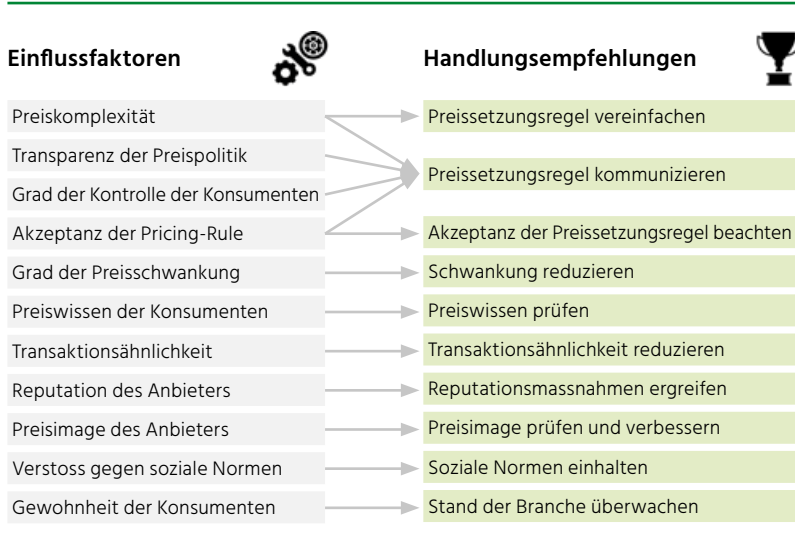 Einflussfaktoren
Handlungsempfehlungen
Preiskomplexität
Preissetzungsregel vereinfachen
Transparenz der Preispolitik
Preissetzungsregel kommunizieren
Grad der Kontrolle der Konsumenten
Akzeptanz der Pricing-Rule
Akzeptanz der Preissetzungsregel beachten
Grad der Preisschwankung
Schwankung reduzieren
Preiswissen der Konsumenten
Preiswissen prüfen
Transaktionsähnlichkeit
Transaktionsähnlichkeit reduzieren
Reputation des Anbieters
Reputationsmassnahmen ergreifen
Preisimage des Anbieters
Preisimage prüfen und verbessern
Verstoss gegen soziale Normen
Soziale Normen einhalten
Gewohnheit der Konsumenten
Stand der Branche überwachen